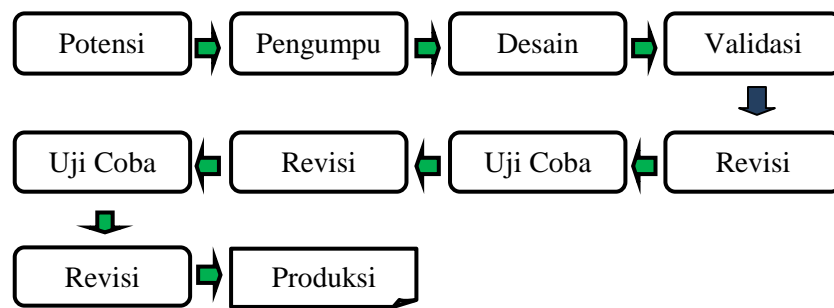 Potensi
Pengumpu
Desain
Validasi
Revisi
Uji Coba
Revisi
Uji Coba
Revisi
Produksi